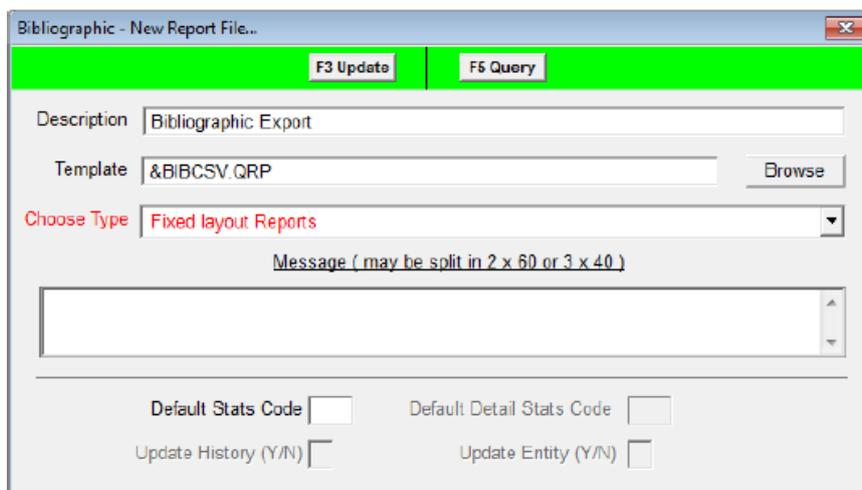 Bibliographic - New Report File...
F3 Update F5 Query
Description Bibliographic Export
Template &BIBCSV.QRP Browse
Choose Type Fixed layout Reports
Message ( may be split in 2 x 60 or 3 x 40 )
Default Stats Code Default Detail Stats Code
Update History (Y/N) Update Entity (Y/N)